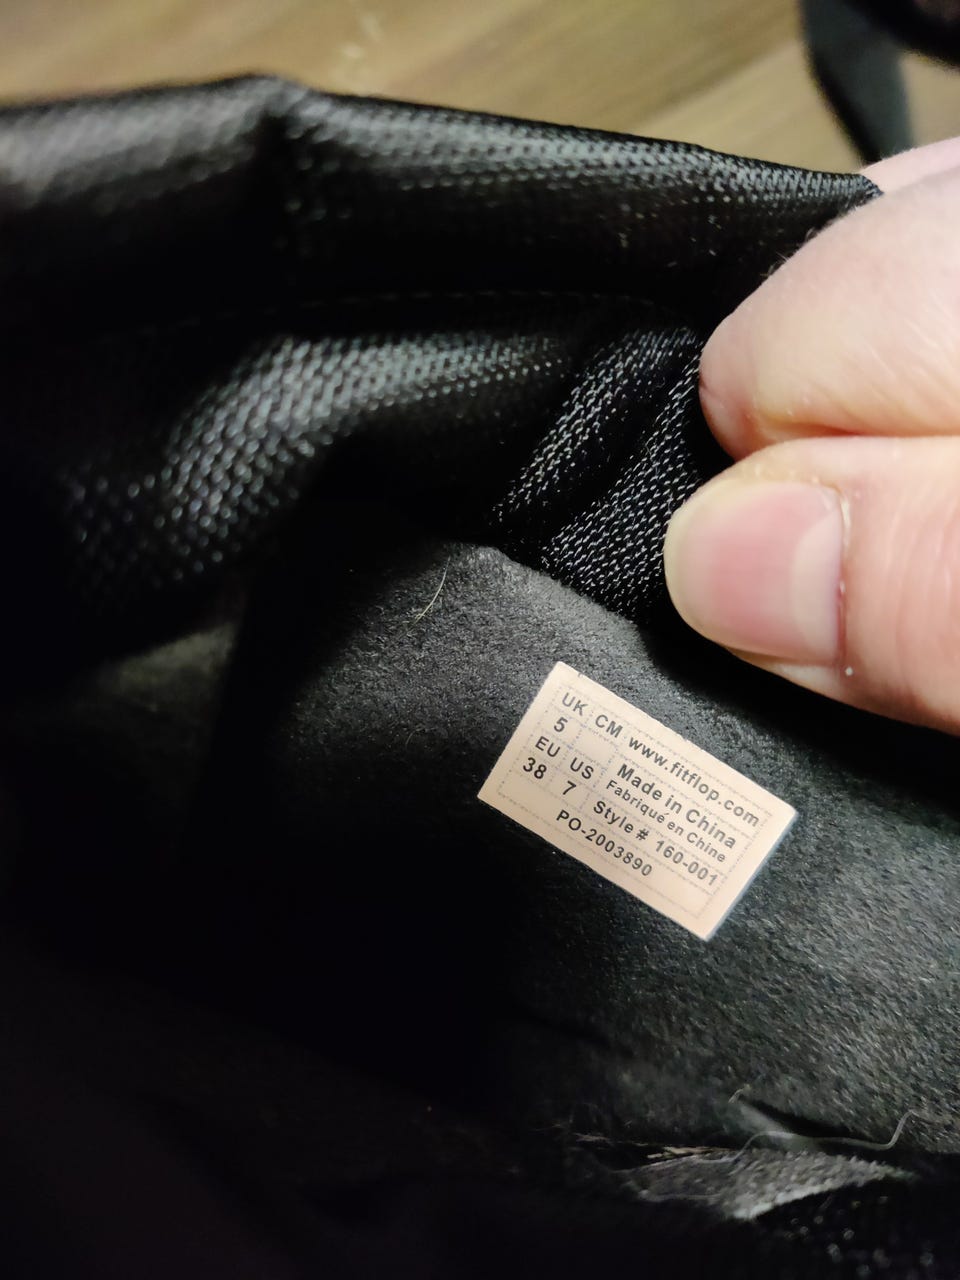 UK CM www.fitflop.com
5
EU US Made in China
38 7 Fabriqué en Chine
Style # 160-001
PO-2003890